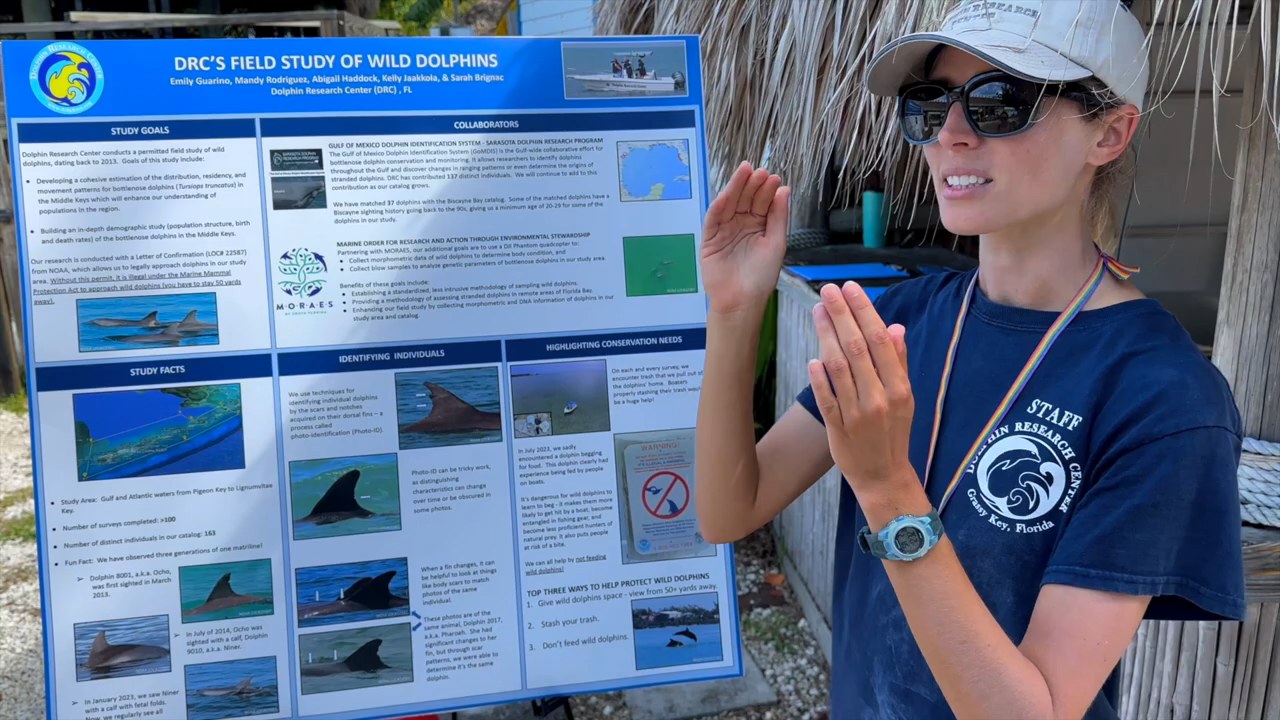 DRC'S FIELD STUDY OF WILD DOLPHINS
Emily Guarino, Mandy Rodriguez, Abigail Haddock, Kelly Jaakkola, & Sarah Brignac
Dolphin Research Center (DRC) , FL
STUDY GOALS
Dolphin Research Center conducts a permitted field study of wild
dolphins, dating back to 2013. Goals of this study include:
Developing a cohesive estimation of the distribution, residency, and
movement patterns for bottlenose dolphins (Tursiops truncatus) in
the Middle Keys which will enhance our understanding of
populations in the region.
Building an in-depth demographic study (population structure, birth
and death rates) of the bottlenose dolphins in the Middle Keys.
Our research is conducted with a Letter of Confirmation (LOC# 22587)
from NOAA, which allows us to legally approach dolphins in our study
area. Without this permit, it is illegal under the Marine Mammal
Protection Act to approach wild dolphins (you have to stay 50 yards
away).
COLLABORATORS
GULF OF MEXICO DOLPHIN IDENTIFICATION SYSTEM - SARASOTA DOLPHIN RESEARCH PROGRAM
The Gulf of Mexico Dolphin Identification System (GoMDIS) is the Gulf-wide collaborative effort for
bottlenose dolphin conservation and monitoring. It allows researchers to identify dolphins
throughout the Gulf and discover changes in ranging patterns or even determine the origins of
stranded dolphins. DRC has contributed 137 distinct individuals. We will continue to add to this
contribution as our catalog grows.
We have matched 37 dolphins with the Biscayne Bay catalog. Some of the matched dolphins have a
Biscayne sighting history going back to the 90s, giving us a minimum age of 20-29 for some of the
dolphins in our study.
MARINE ORDER FOR RESEARCH AND ACTION THROUGH ENVIRONMENTAL STEWARDSHIP
Partnering with MORAES, our additional goals are to use a DJI Phantom quadcopter to:
Collect morphometric data of wild dolphins to determine body condition, and
Collect blow samples to analyze genetic parameters of bottlenose dolphins in our study area.
Benefits of these goals include:
Establishing a standardized, less intrusive methodology of sampling wild dolphins.
Providing a methodology of assessing stranded dolphins in remote areas of Florida Bay.
Enhancing our field study by collecting morphometric and DNA information of dolphins in our
study area and catalog.
M·O·R·A·E·S
OF SOUTH FLORIDA
STUDY FACTS
Study Area: Gulf and Atlantic waters from Pigeon Key to Lignumvitae
Key.
Number of surveys completed: >100
Number of distinct individuals in our catalog: 163
Fun Fact: We have observed three generations of one matriline!
Dolphin 8001, a.k.a. Ocho,
was first sighted in March
2013.
In July of 2014, Ocho was
sighted with a calf, Dolphin
9010, a.k.a. Niner.
In January 2023, we saw Niner
with a calf with fetal folds.
Now, we regularly see all
IDENTIFYING INDIVIDUALS
We use techniques for
identifying individual dolphins
by the scars and notches
acquired on their dorsal fins – a
process called
photo-identification (Photo-ID).
Photo-ID can be tricky work,
as distinguishing
characteristics can change
over time or be obscured in
some photos.
When a fin changes, it can
be helpful to look at things
like body scars to match
photos of the same
individual.
These photos are of the
same animal, Dolphin 2017,
a.k.a. Pharoah. She had
significant changes to her
fin, but through scar
patterns, we were able to
determine it's the same
dolphin.
HIGHLIGHTING CONSERVATION NEEDS
On each and every survey, we
encounter trash that we pull out of
the dolphins' home. Boaters
properly stashing their trash would
be a huge help!
In July 2023, we sadly
encountered a dolphin begging
for food. This dolphin clearly had
experience being fed by people
on boats.
It's dangerous for wild dolphins to
learn to beg - it makes them more
likely to get hit by a boat, become
entangled in fishing gear, and
become less proficient hunters of
natural prey. It also puts people
at risk of a bite.
We can all help by not feeding
wild dolphins!
WARNING!
TOP THREE WAYS TO HELP PROTECT WILD DOLPHINS
1. Give wild dolphins space - view from 50+ yards away.
2. Stash your trash.
3. Don't feed wild dolphins.
STAFF
DOLPHIN RESEARCH CENTER
Grassy Key, Florida